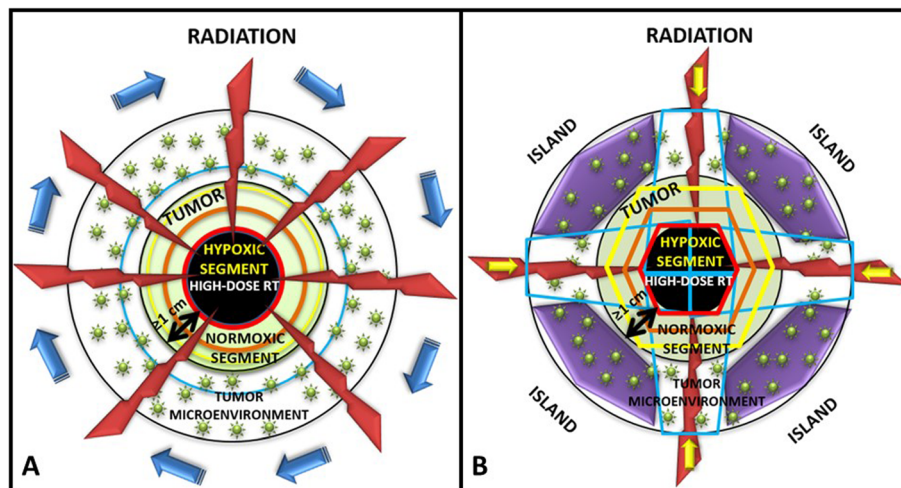 RADIATION
TUMOR
HYPOXIC
SEGMENT
HIGH-DOSE RT
≥1 cm
NORMOXIC
SEGMENT
TUMOR
MICROENVIRONMENT
A
RADIATION
ISLAND
ISLAND
TUMOR
HYPOXIC
SEGMENT
HIGH-DOSE RT
≥1 cm
NORMOXIC
SEGMENT
TUMOR
MICROENVIRONMENT
ISLAND
ISLAND
B